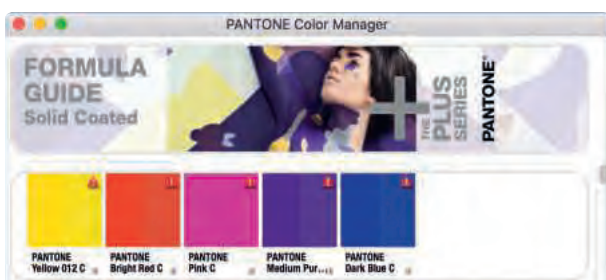 PANTONE Color Manager
FORMULA
GUIDE
Solid Coated
THE
PLUS
SERIES
PANTONE®
PANTONE
Yellow 012 C
PANTONE
Bright Red C
PANTONE
Pink C
PANTONE
Medium Pur...
PANTONE
Dark Blue C